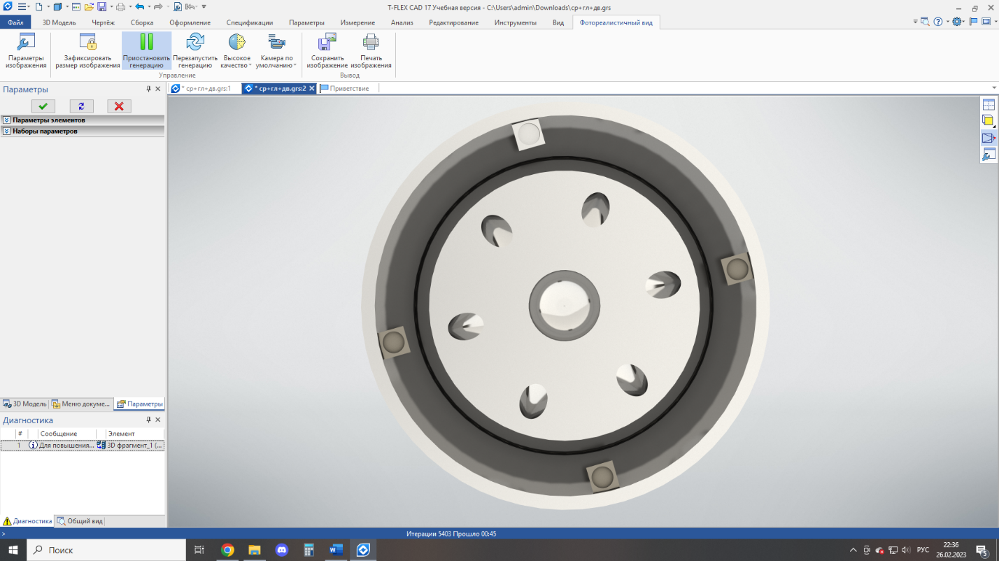 T-FLEX CAD 17 Учебная версия - C:\Users\admin\Downloads\ср+гл+дв.grs
Файл 3D Модель Чертёж Сборка Оформление Спецификации Параметры Измерение Анализ Редактирование Инструменты Вид Фотореалистичный вид
Параметры изображения
Зафиксировать размер изображения
Приостановить генерацию
Перезапустить генерацию
Высокое качество
Камера по умолчанию
Сохранить изображение
Печать изображения
Управление
Вывод
Параметры
* ср+гл+дв.grs:1
* ср+гл+дв.grs:2
Приветствие
Параметры элементов
Наборы параметров
3D Модель Меню докуме... Параметры
Диагностика
# Сообщение Элемент
1 Для повышения... 3D фрагмент_1 (...
Диагностика Общий вид
> Итерации 5403 Прошло 00:45
Поиск
РУС
22:36
26.02.2023
5